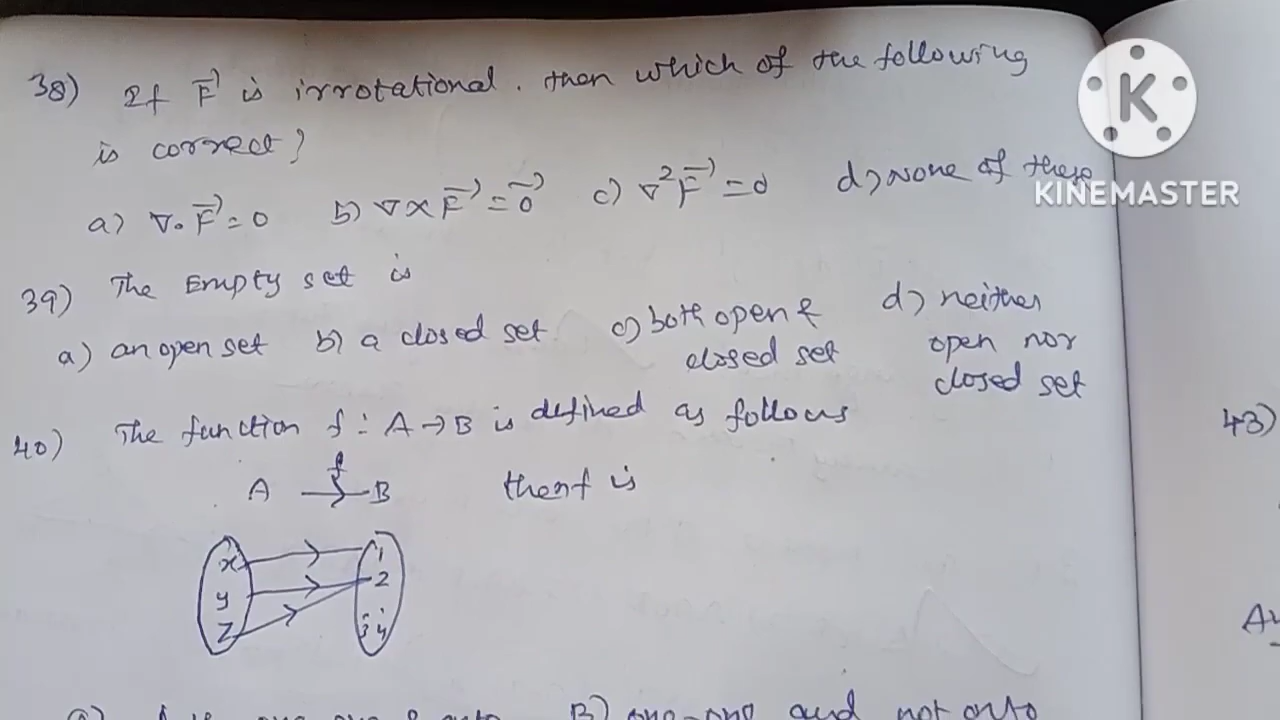 38) If F⃗ is irrotational. then which of the following
is correct?
a) ∇. F⃗ = 0 b) ∇×F⃗ = 0⃗ c) ∇²F⃗ = 0 d) None of these
KINEMASTER
39) The Empty set is
a) an open set b) a closed set c) both open & closed set d) neither open nor closed set
40) The function f : A → B is defined as follows
f
A → B then f is
x 1
y 2
z 3 4
B) one-one and not onto
43)